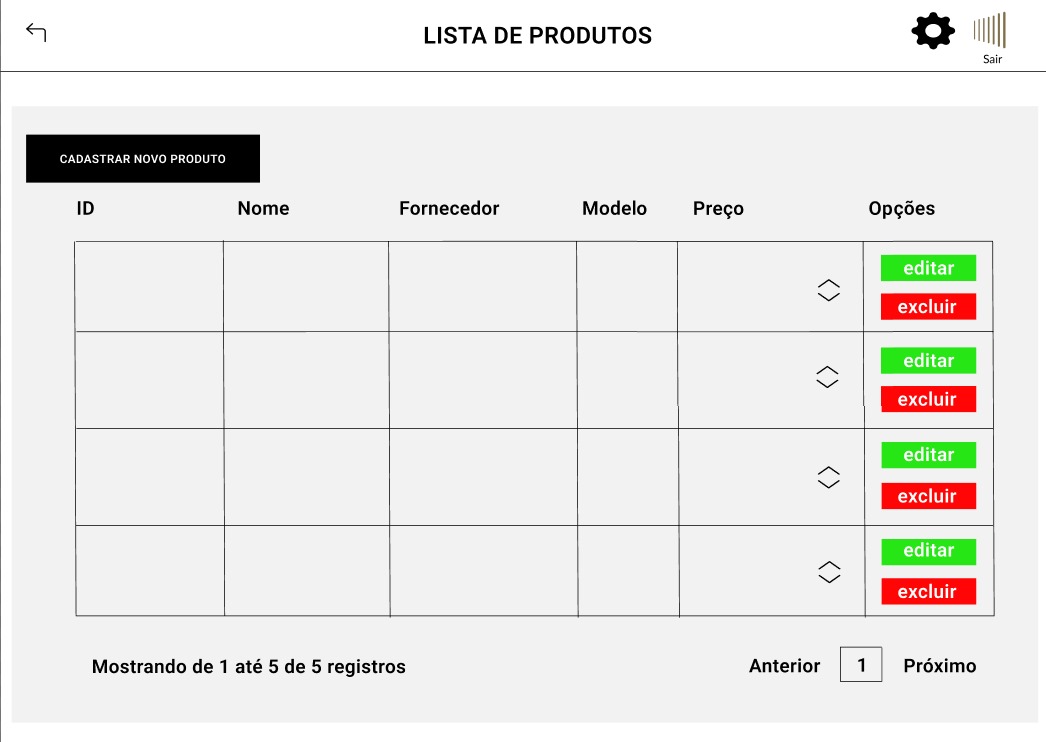 LISTA DE PRODUTOS
Sair
CADASTRAR NOVO PRODUTO
ID Nome Fornecedor Modelo Preço Opções
editar
excluir
editar
excluir
editar
excluir
editar
excluir
Mostrando de 1 até 5 de 5 registros
Anterior 1 Próximo